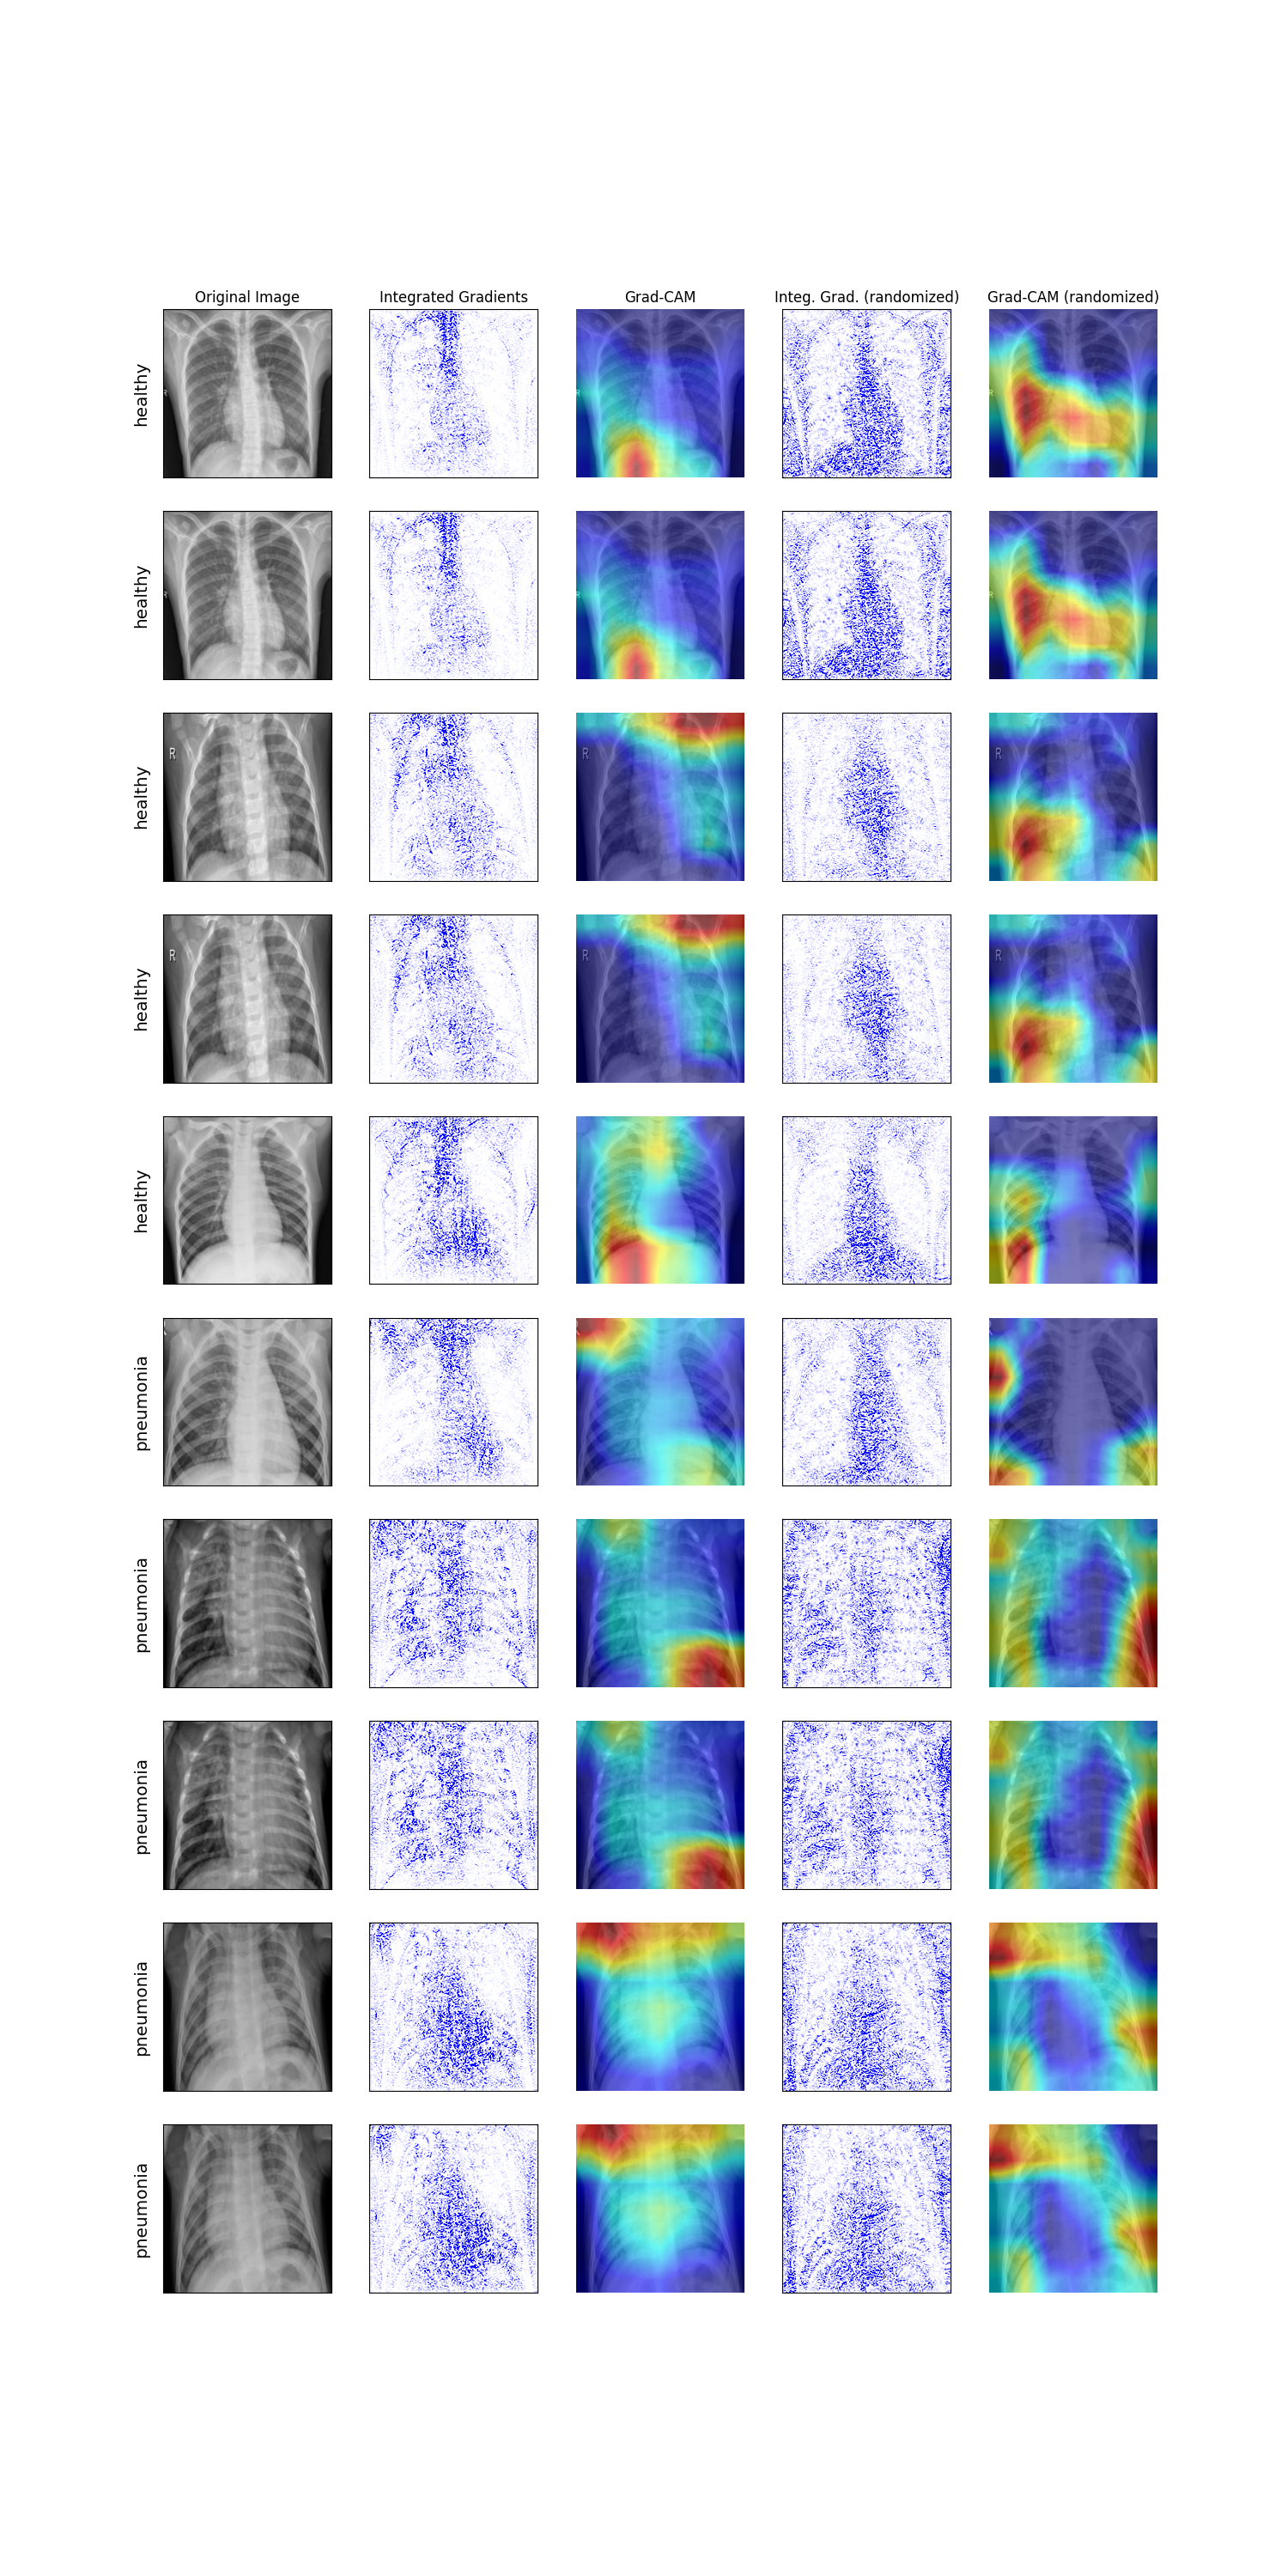 Original Image Integrated Gradients Grad-CAM Integ. Grad. (randomized) Grad-CAM (randomized)
healthy
healthy
R
healthy
R
R
R
healthy
R
R
R
healthy
pneumonia
pneumonia
pneumonia
pneumonia
pneumonia